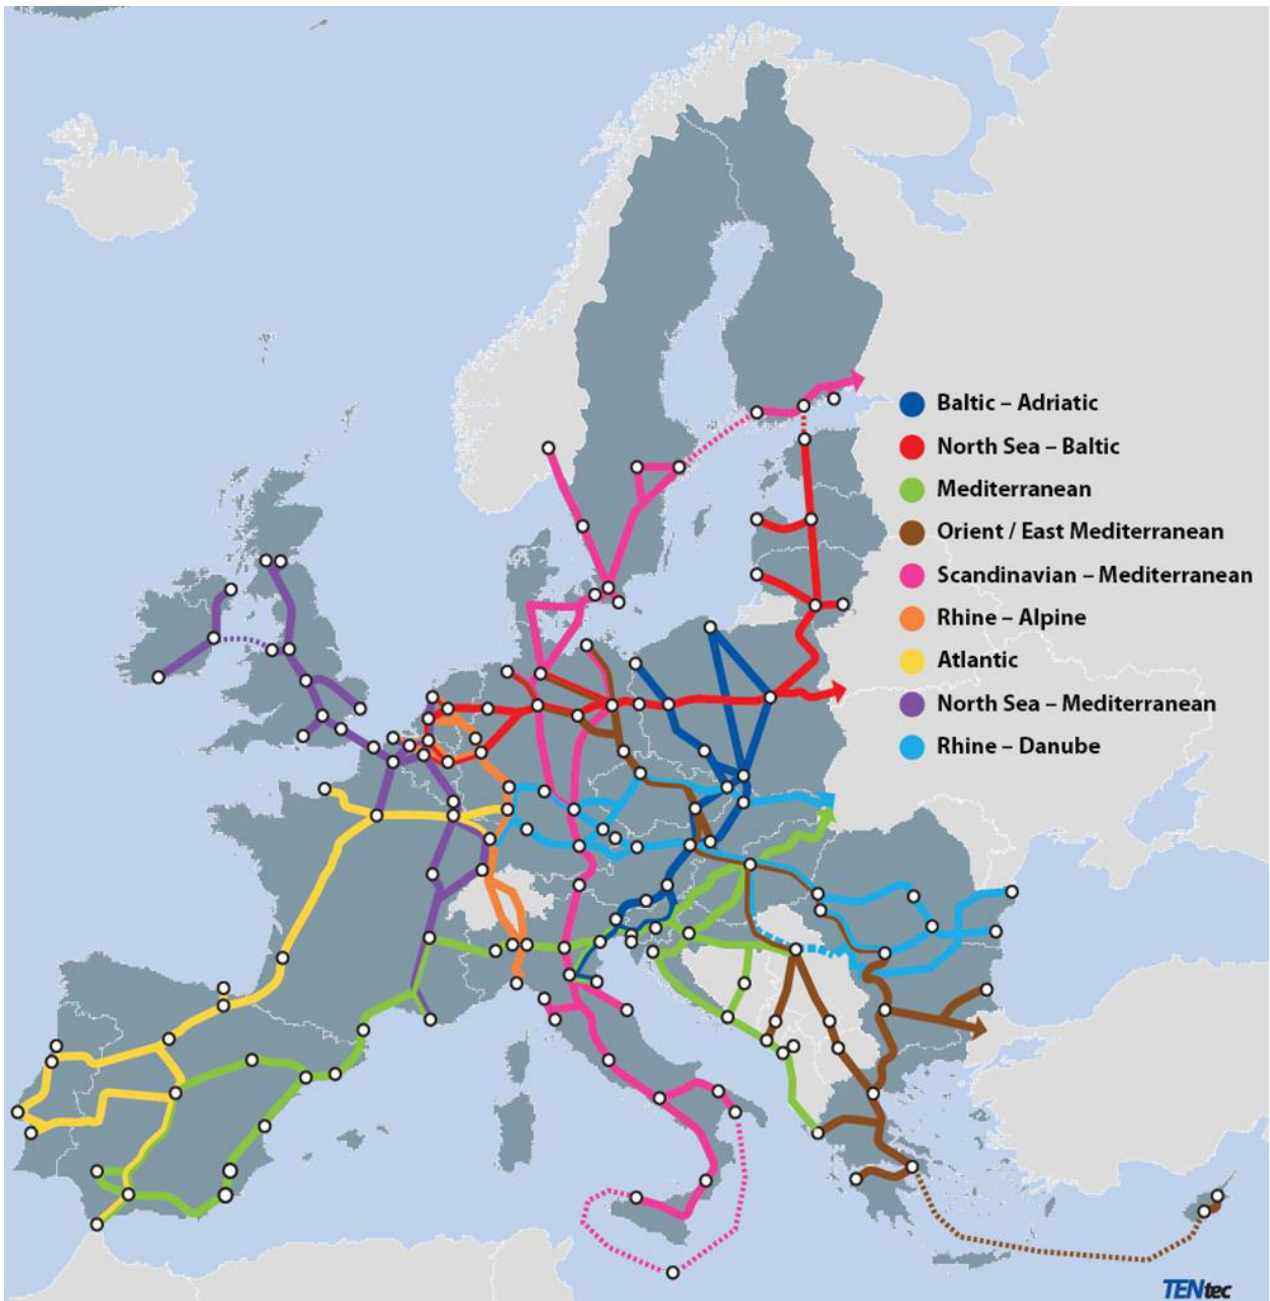 Baltic – Adriatic
North Sea – Baltic
Mediterranean
Orient / East Mediterranean
Scandinavian – Mediterranean
Rhine – Alpine
Atlantic
North Sea – Mediterranean
Rhine – Danube
TENtec